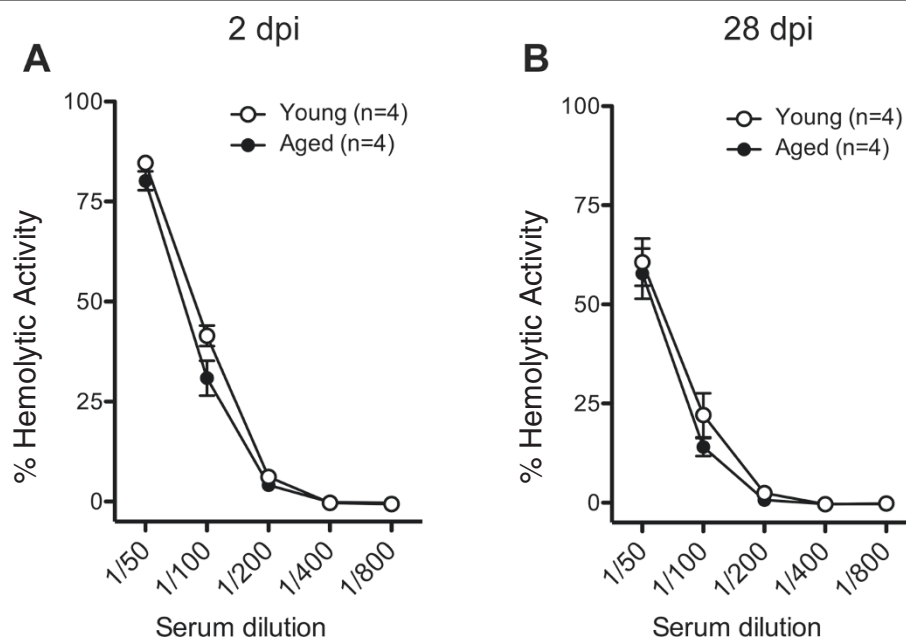 2 dpi
A
% Hemolytic Activity
100
75
50
25
0
Young (n=4)
Aged (n=4)
1/50
1/100
1/200
1/400
1/800
Serum dilution
28 dpi
B
% Hemolytic Activity
100
75
50
25
0
Young (n=4)
Aged (n=4)
1/50
1/100
1/200
1/400
1/800
Serum dilution